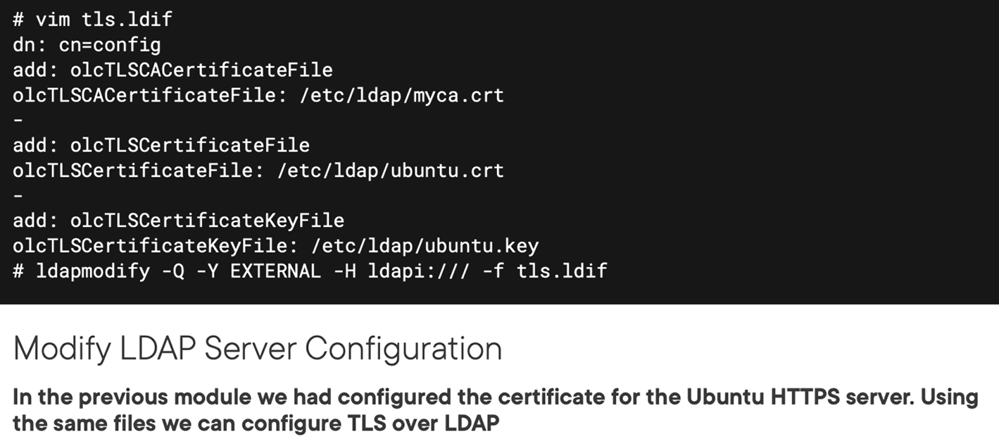 # vim tls.ldif
dn: cn=config
add: olcTLSCACertificateFile
olcTLSCACertificateFile: /etc/ldap/myca.crt
-
add: olcTLSCertificateFile
olcTLSCertificateFile: /etc/ldap/ubuntu.crt
-
add: olcTLSCertificateKeyFile
olcTLSCertificateKeyFile: /etc/ldap/ubuntu.key
# ldapmodify -Q -Y EXTERNAL -H ldapi:/// -f tls.ldif
Modify LDAP Server Configuration
In the previous module we had configured the certificate for the Ubuntu HTTPS server. Using
the same files we can configure TLS over LDAP